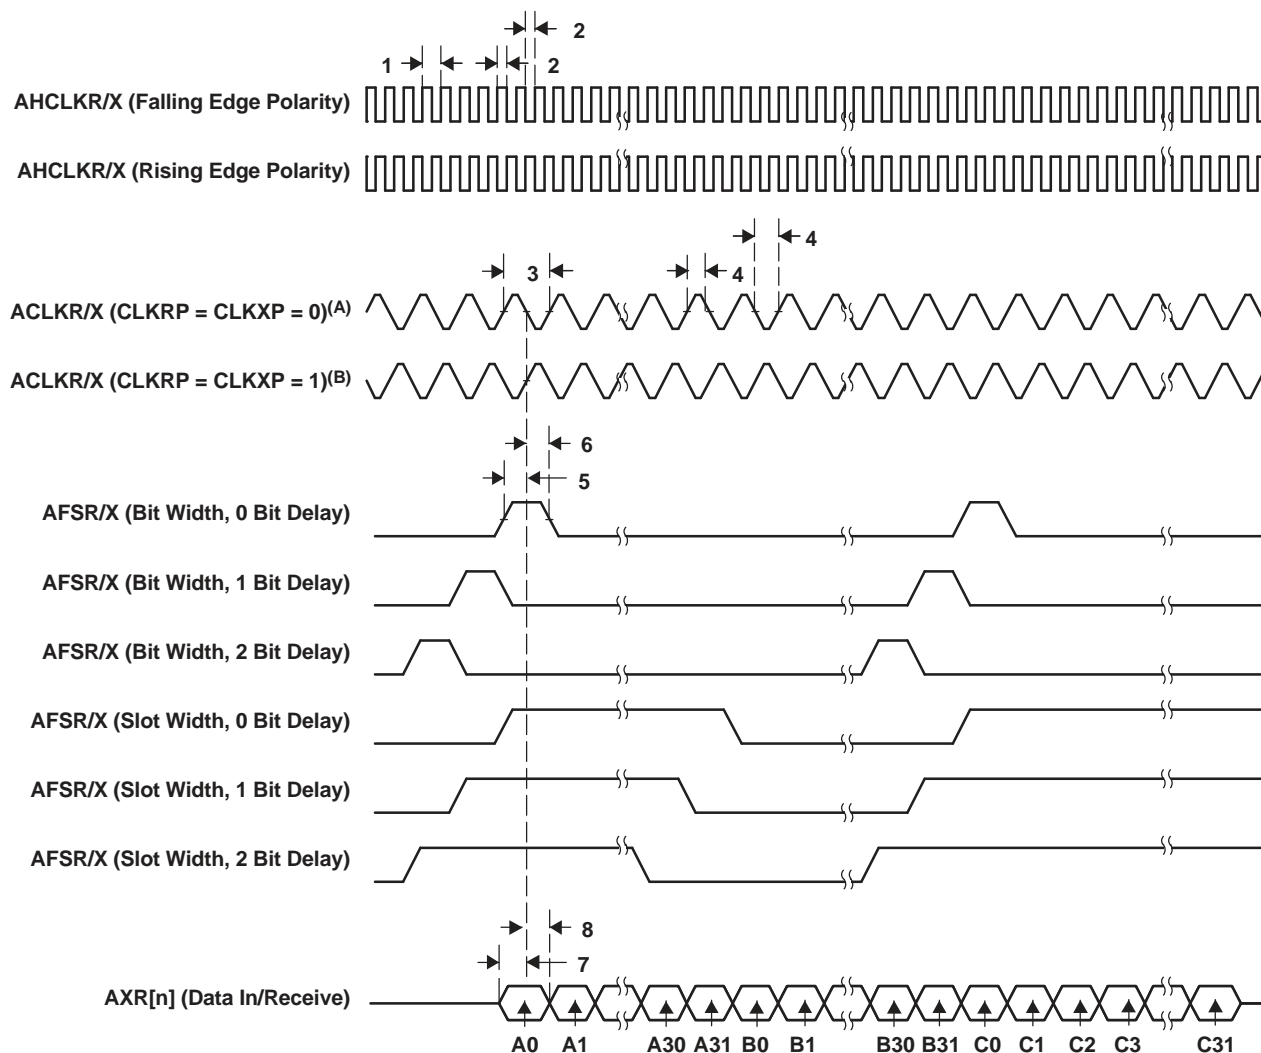 2
1
2
AHCLKR/X (Falling Edge Polarity)
AHCLKR/X (Rising Edge Polarity)
4
3
4
ACLKR/X (CLKRP = CLKXP = 0)(A)
ACLKR/X (CLKRP = CLKXP = 1)(B)
6
5
AFSR/X (Bit Width, 0 Bit Delay)
AFSR/X (Bit Width, 1 Bit Delay)
AFSR/X (Bit Width, 2 Bit Delay)
AFSR/X (Slot Width, 0 Bit Delay)
AFSR/X (Slot Width, 1 Bit Delay)
AFSR/X (Slot Width, 2 Bit Delay)
8
7
AXR[n] (Data In/Receive)
A0 A1 A30 A31 B0 B1 B30 B31 C0 C1 C2 C3 C31